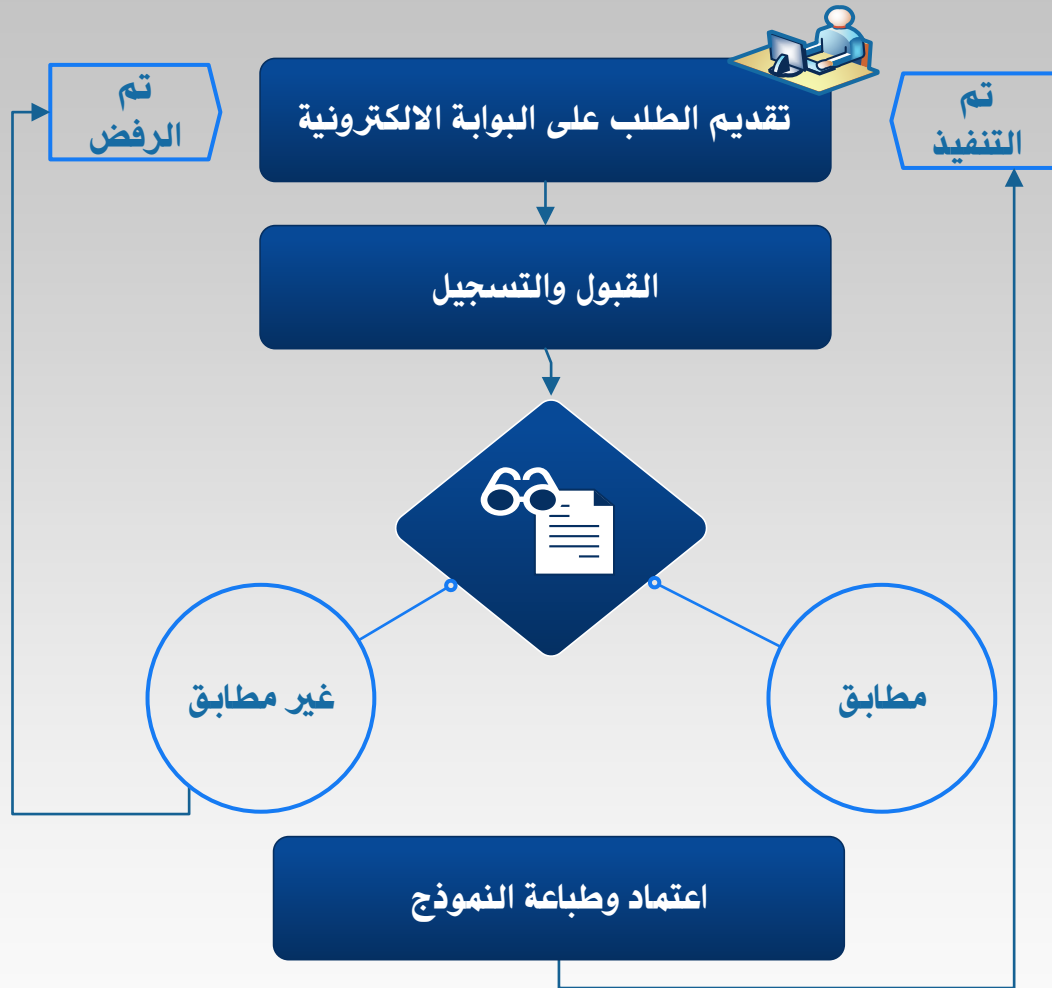 تقديم الطلب على البوابة الالكترونية
تم
التنفيذ
تم
الرفض
القبول والتسجيل
مطابق
غير مطابق
اعتماد وطباعة النموذج